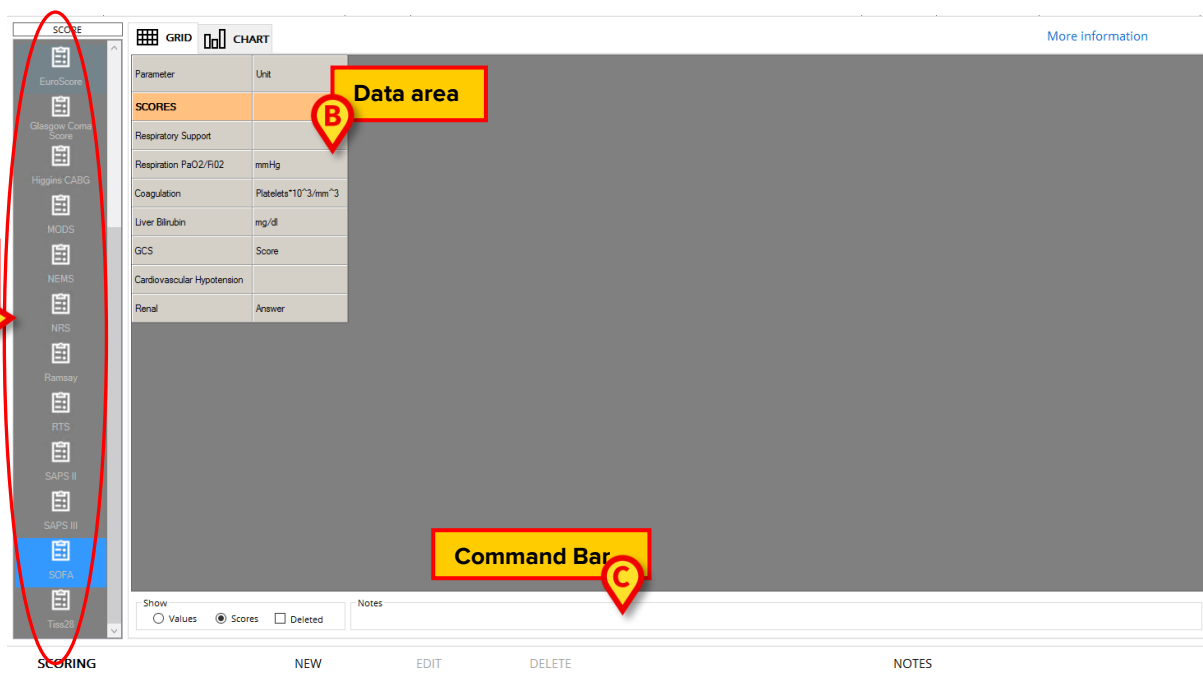 SCORE
EuroScore
Glasgow Coma
Score
Higgins CABG
MODS
NEMS
NRS
Ramsay
RTS
SAPS II
SAPS III
SOFA
Tiss28
GRID CHART
More information
Parameter Unit
SCORES
Respiratory Support
Respiration PaO2/Fi02 mmHg
Coagulation Platelets*10^3/mm^3
Liver Bilirubin mg/dl
GCS Score
Cardiovascular Hypotension
Renal Answer
Data area
B
Command Bar
C
Show
Values Scores Deleted
Notes
SCORING NEW EDIT DELETE NOTES